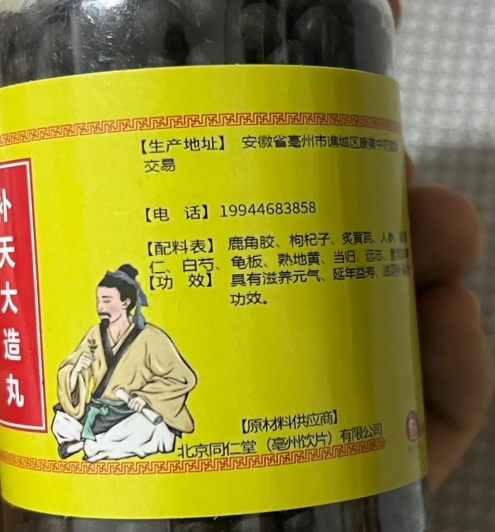 补天大造丸
【生产地址】 安徽省亳州市谯城区康美中药
交易
【电 话】 19944683858
【配料表】 鹿角胶、枸杞子、炙黄芪、人参、
仁、白芍、龟板、熟地黄、当归、远志、
【功 效】 具有滋养元气、延年益寿、
功效。
【原材料供应商】
北京同仁堂（亳州饮片）有限公司